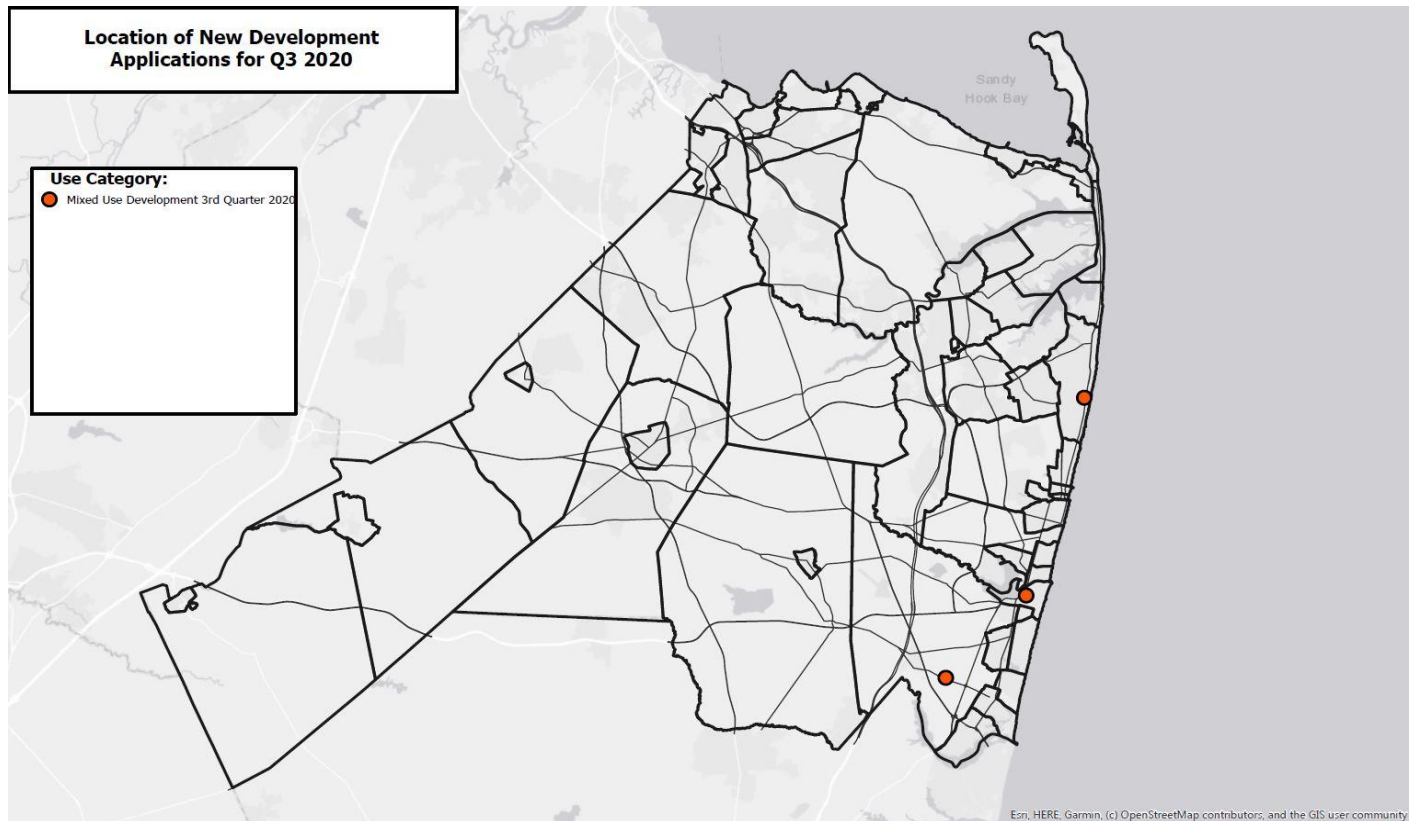 Location of New Development
Applications for Q3 2020
Sandy
Hook Bay
Use Category:
Mixed Use Development 3rd Quarter 2020
Esri, HERE, Garmin, (c) OpenStreetMap contributors, and the GIS user community